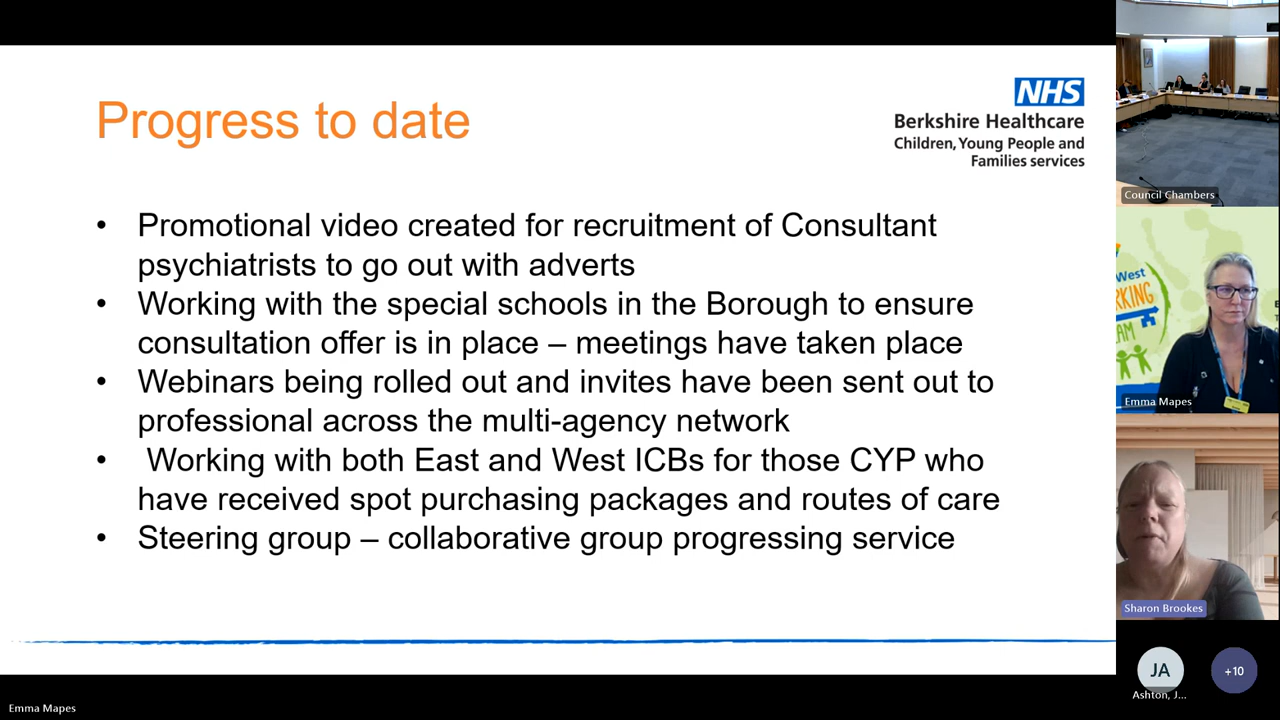 Progress to date
NHS
Berkshire Healthcare
Children, Young People and
Families services
• Promotional video created for recruitment of Consultant
psychiatrists to go out with adverts
• Working with the special schools in the Borough to ensure
consultation offer is in place – meetings have taken place
• Webinars being rolled out and invites have been sent out to
professional across the multi-agency network
• Working with both East and West ICBs for those CYP who
have received spot purchasing packages and routes of care
• Steering group – collaborative group progressing service
Council Chambers
West
Emma Mapes
Sharon Brookes
JA
+10
Ashton, J...
Emma Mapes